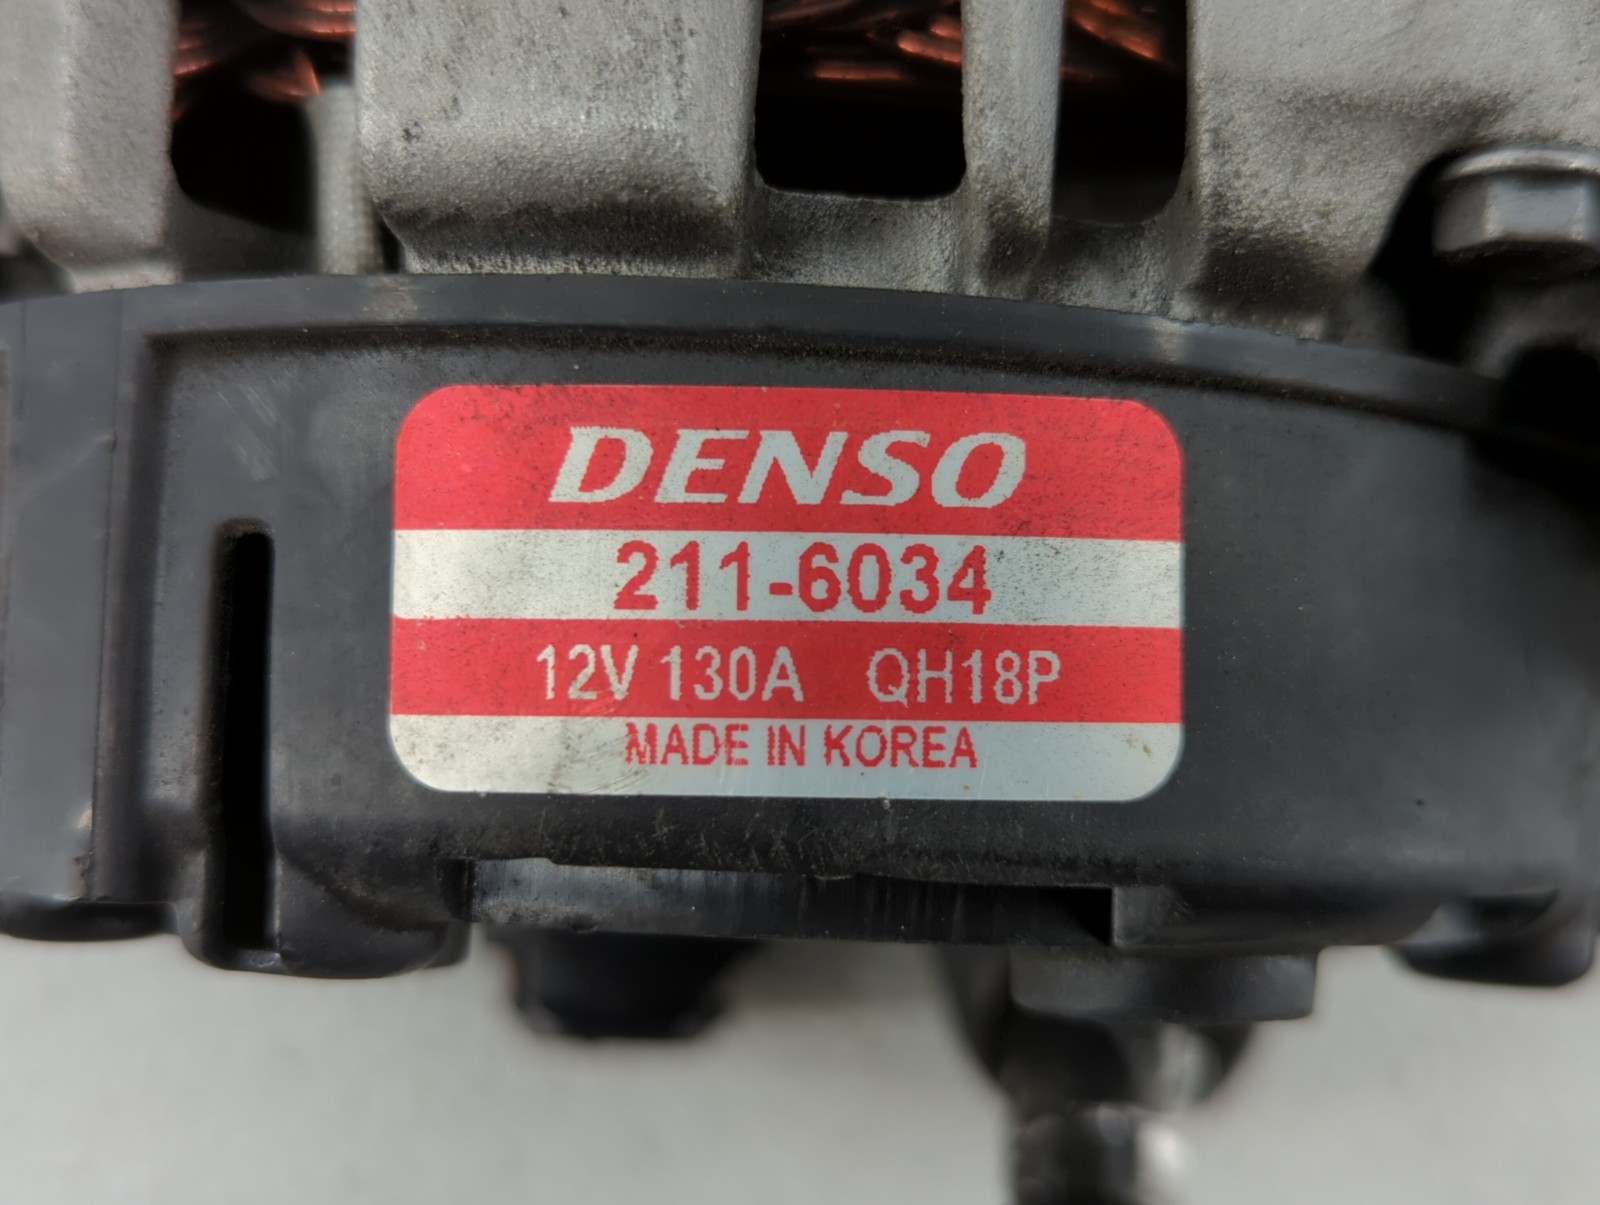 DENSO
211-6034
12V 130A QH18P
MADE IN KOREA